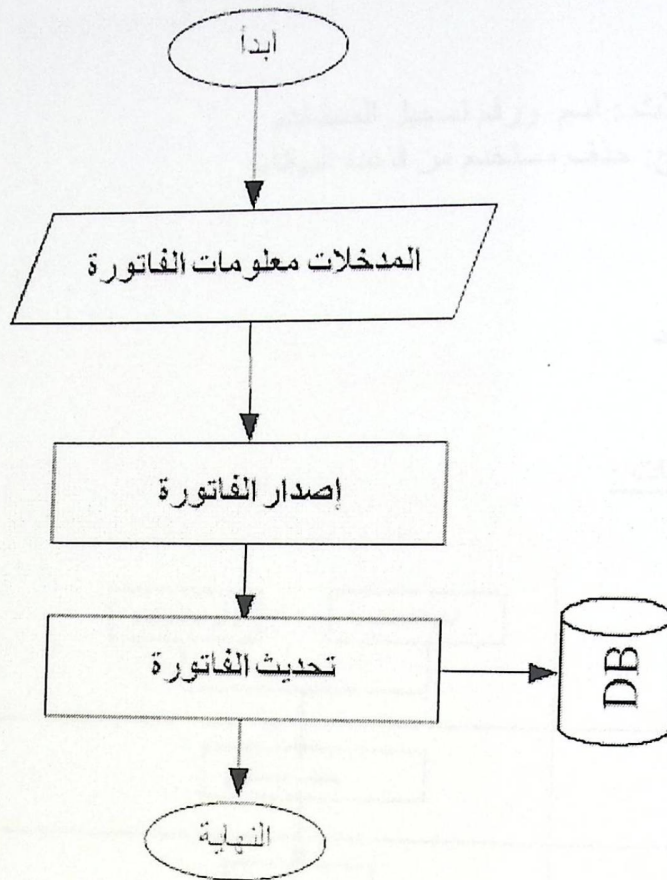 ابدأ
المدخلات معلومات الفاتورة
إصدار الفاتورة
تحديث الفاتورة
DB
النهاية